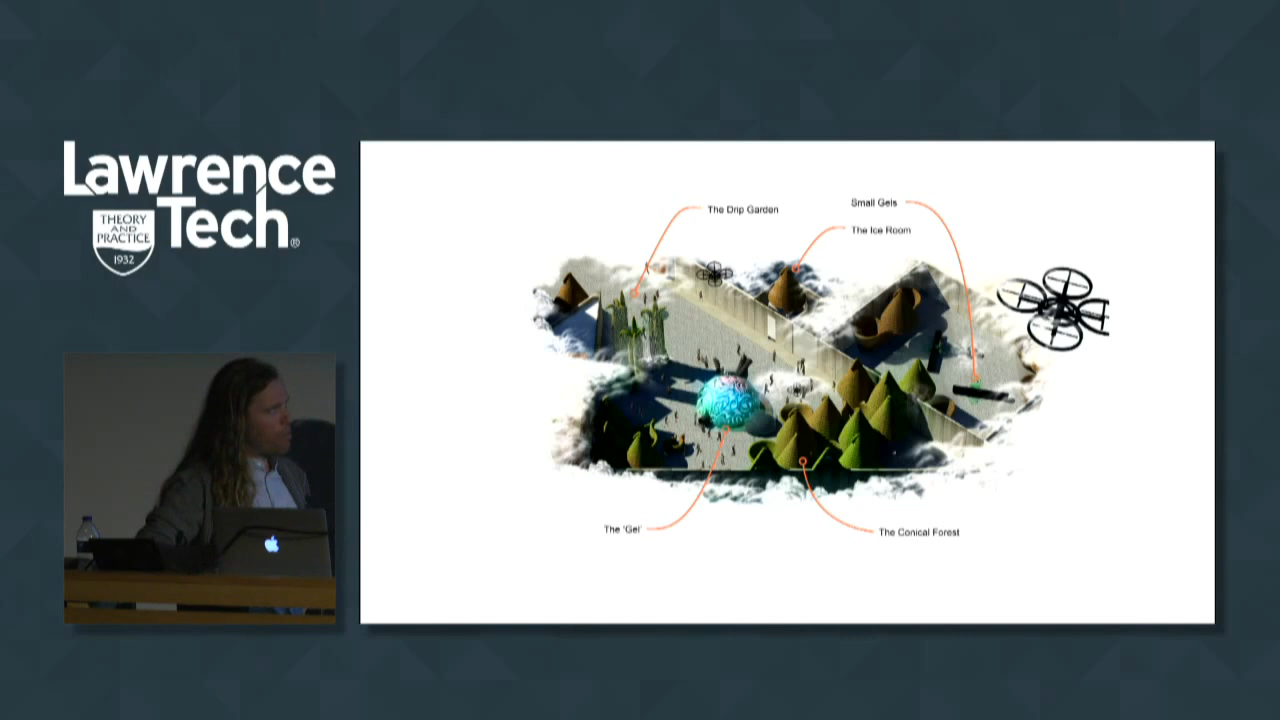 Lawrence
Tech®
THEORY
AND
PRACTICE
1932
The Drip Garden
Small Gels
The Ice Room
The 'Gel'
The Conical Forest